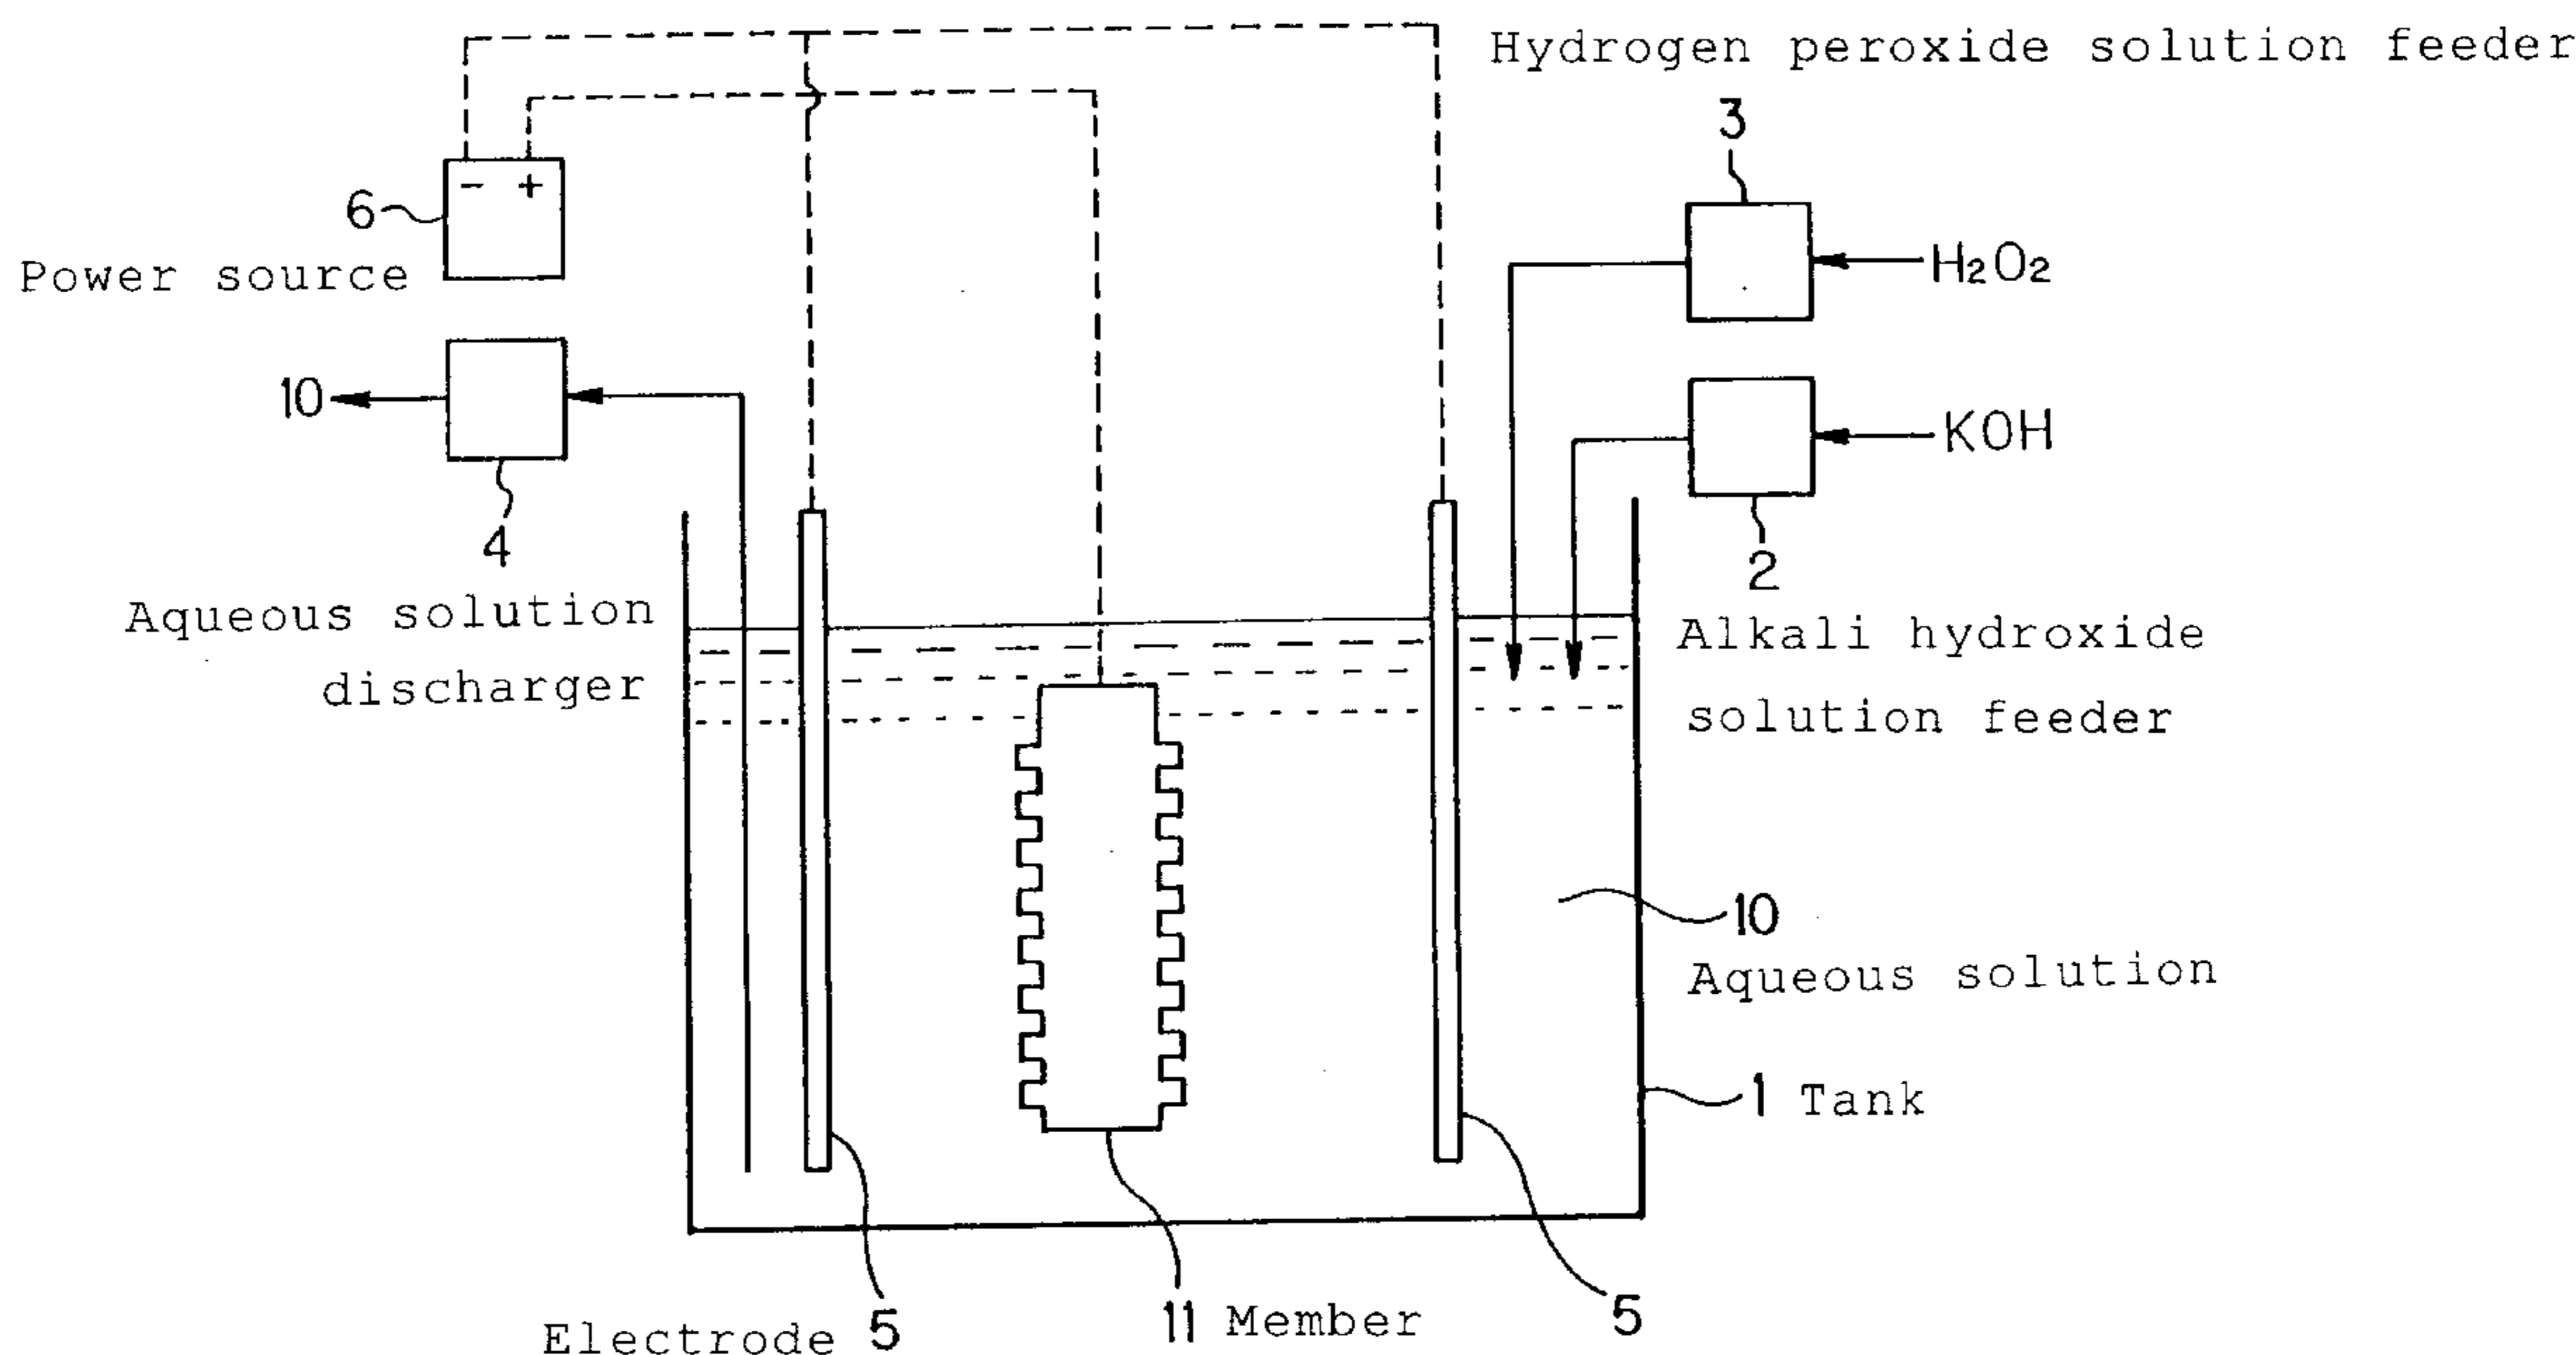 Hydrogen peroxide solution feeder
3
- +
6
Power source
H₂O₂
10
KOH
4
2
Aqueous solution
discharger
Alkali hydroxide
solution feeder
10
Aqueous solution
1 Tank
Electrode 5
11 Member
5